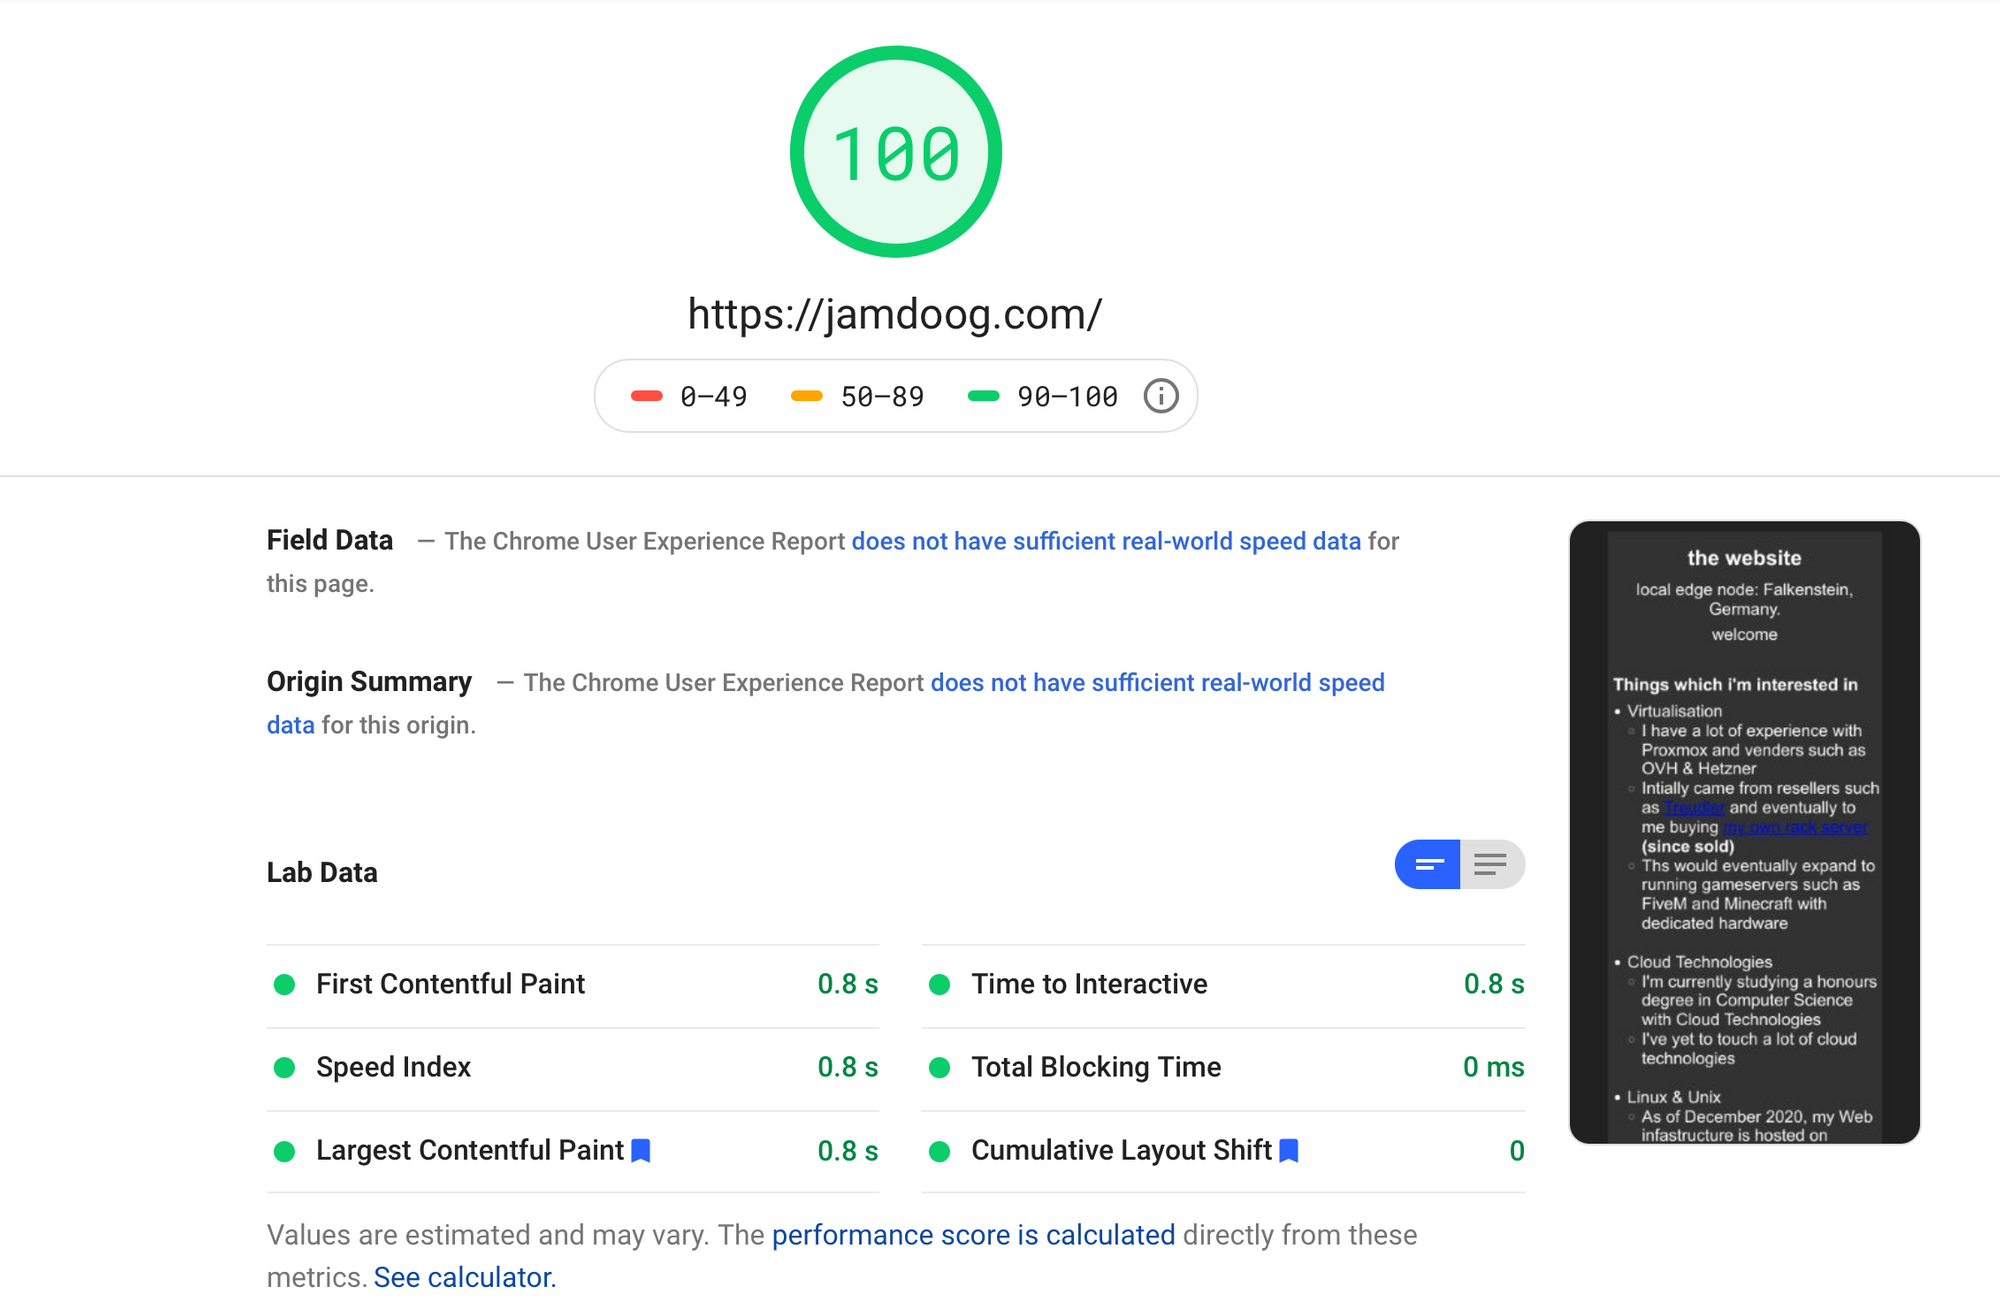 100
https://jamdoog.com/
0–49 50–89 90–100
Field Data — The Chrome User Experience Report does not have sufficient real-world speed data for
this page.
Origin Summary — The Chrome User Experience Report does not have sufficient real-world speed
data for this origin.
Lab Data
First Contentful Paint 0.8 s
Time to Interactive 0.8 s
Speed Index 0.8 s
Total Blocking Time 0 ms
Largest Contentful Paint 0.8 s
Cumulative Layout Shift 0
Values are estimated and may vary. The performance score is calculated directly from these
metrics. See calculator.
the website
local edge node: Falkenstein,
Germany.
welcome
Things which i'm interested in
• Virtualisation
◦ I have a lot of experience with
Proxmox and venders such as
OVH & Hetzner
◦ Intially came from resellers such
as Treudler and eventually to
me buying my own rack server
(since sold)
◦ Ths would eventually expand to
running gameservers such as
FiveM and Minecraft with
dedicated hardware
• Cloud Technologies
◦ I'm currently studying a honours
degree in Computer Science
with Cloud Technologies
◦ I've yet to touch a lot of cloud
technologies
• Linux & Unix
◦ As of December 2020, my Web
infastructure is hosted on